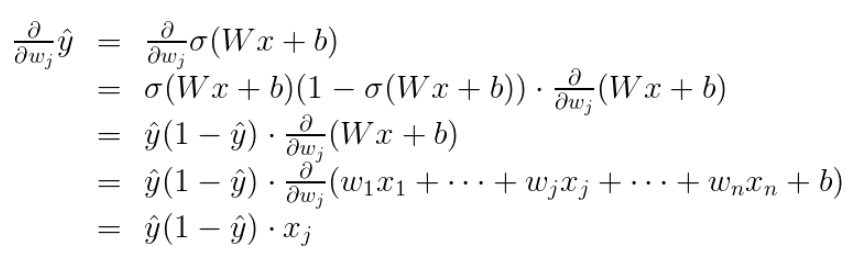 ∂/∂w_j ŷ = ∂/∂w_j σ(Wx + b)
= σ(Wx + b)(1 − σ(Wx + b)) · ∂/∂w_j (Wx + b)
= ŷ(1 − ŷ) · ∂/∂w_j (Wx + b)
= ŷ(1 − ŷ) · ∂/∂w_j (w_1x_1 + · · · + w_jx_j + · · · + w_nx_n + b)
= ŷ(1 − ŷ) · x_j